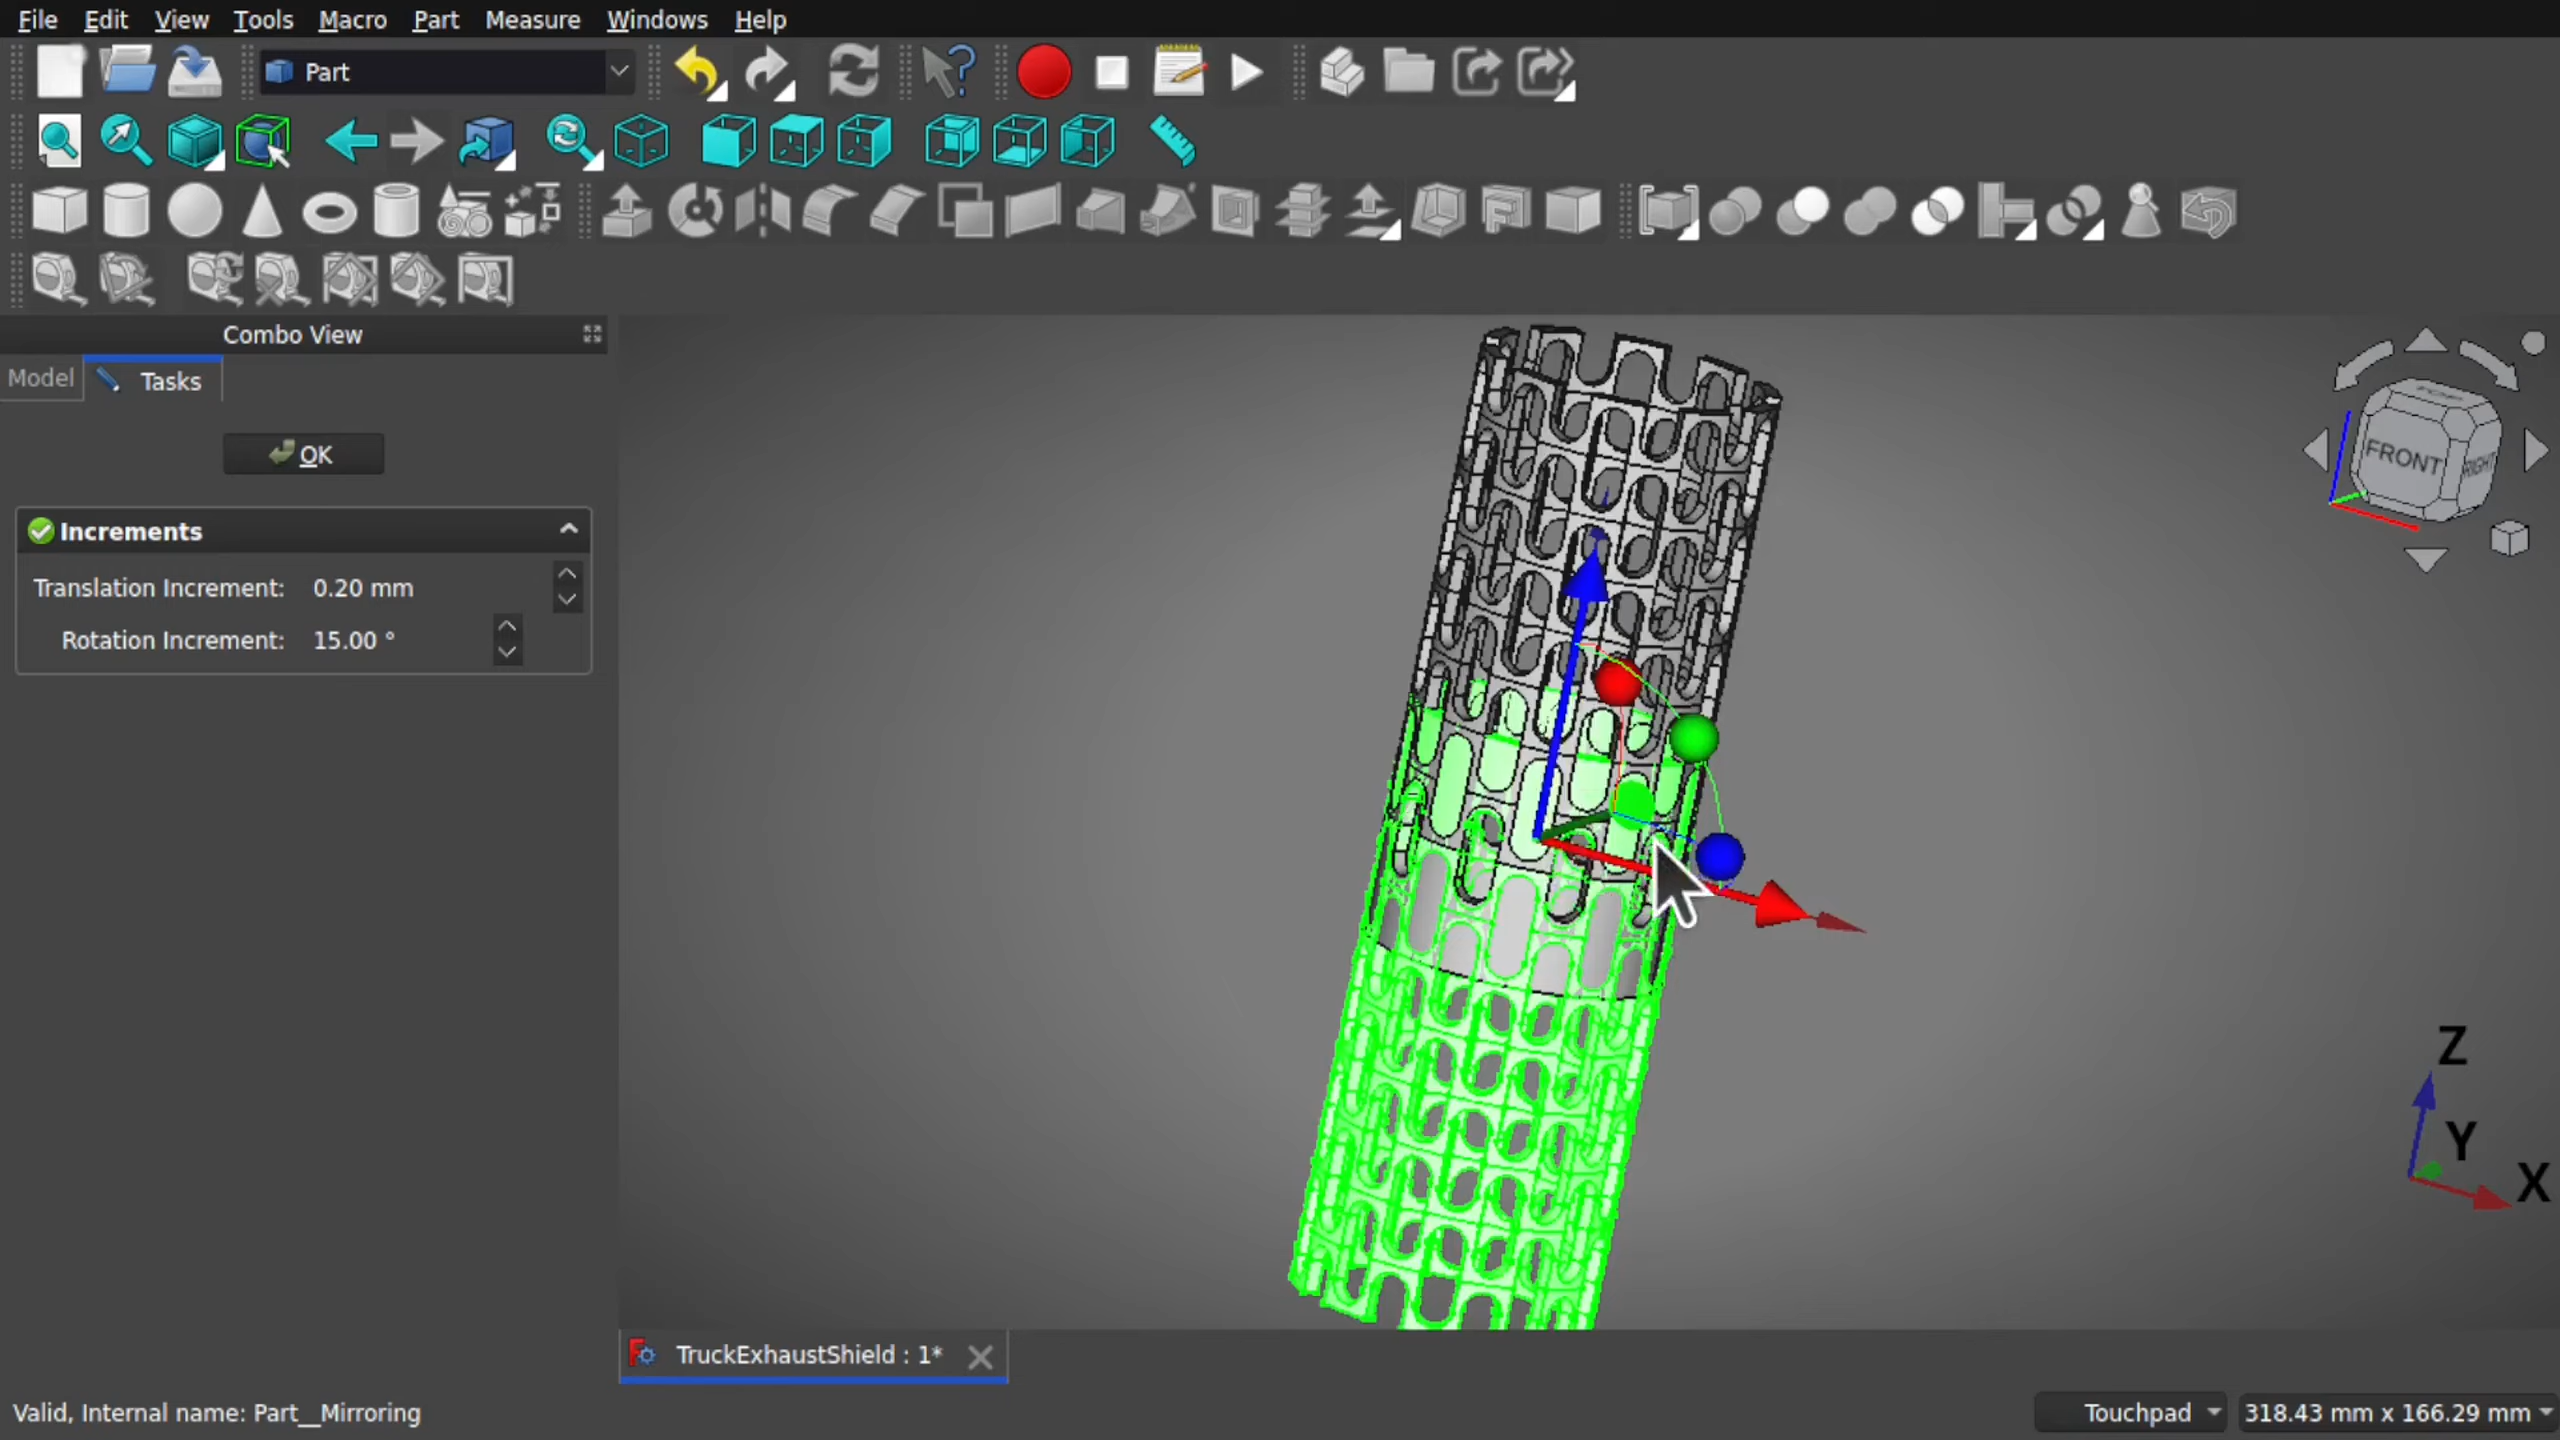 File Edit View Tools Macro Part Measure Windows Help
Part
Combo View
Model Tasks
OK
Increments
Translation Increment: 0.20 mm
Rotation Increment: 15.00 °
TOP
FRONT
RIGHT
Z
Y
X
TruckExhaustShield : 1*
Valid, Internal name: Part__Mirroring
Touchpad
318.43 mm x 166.29 mm